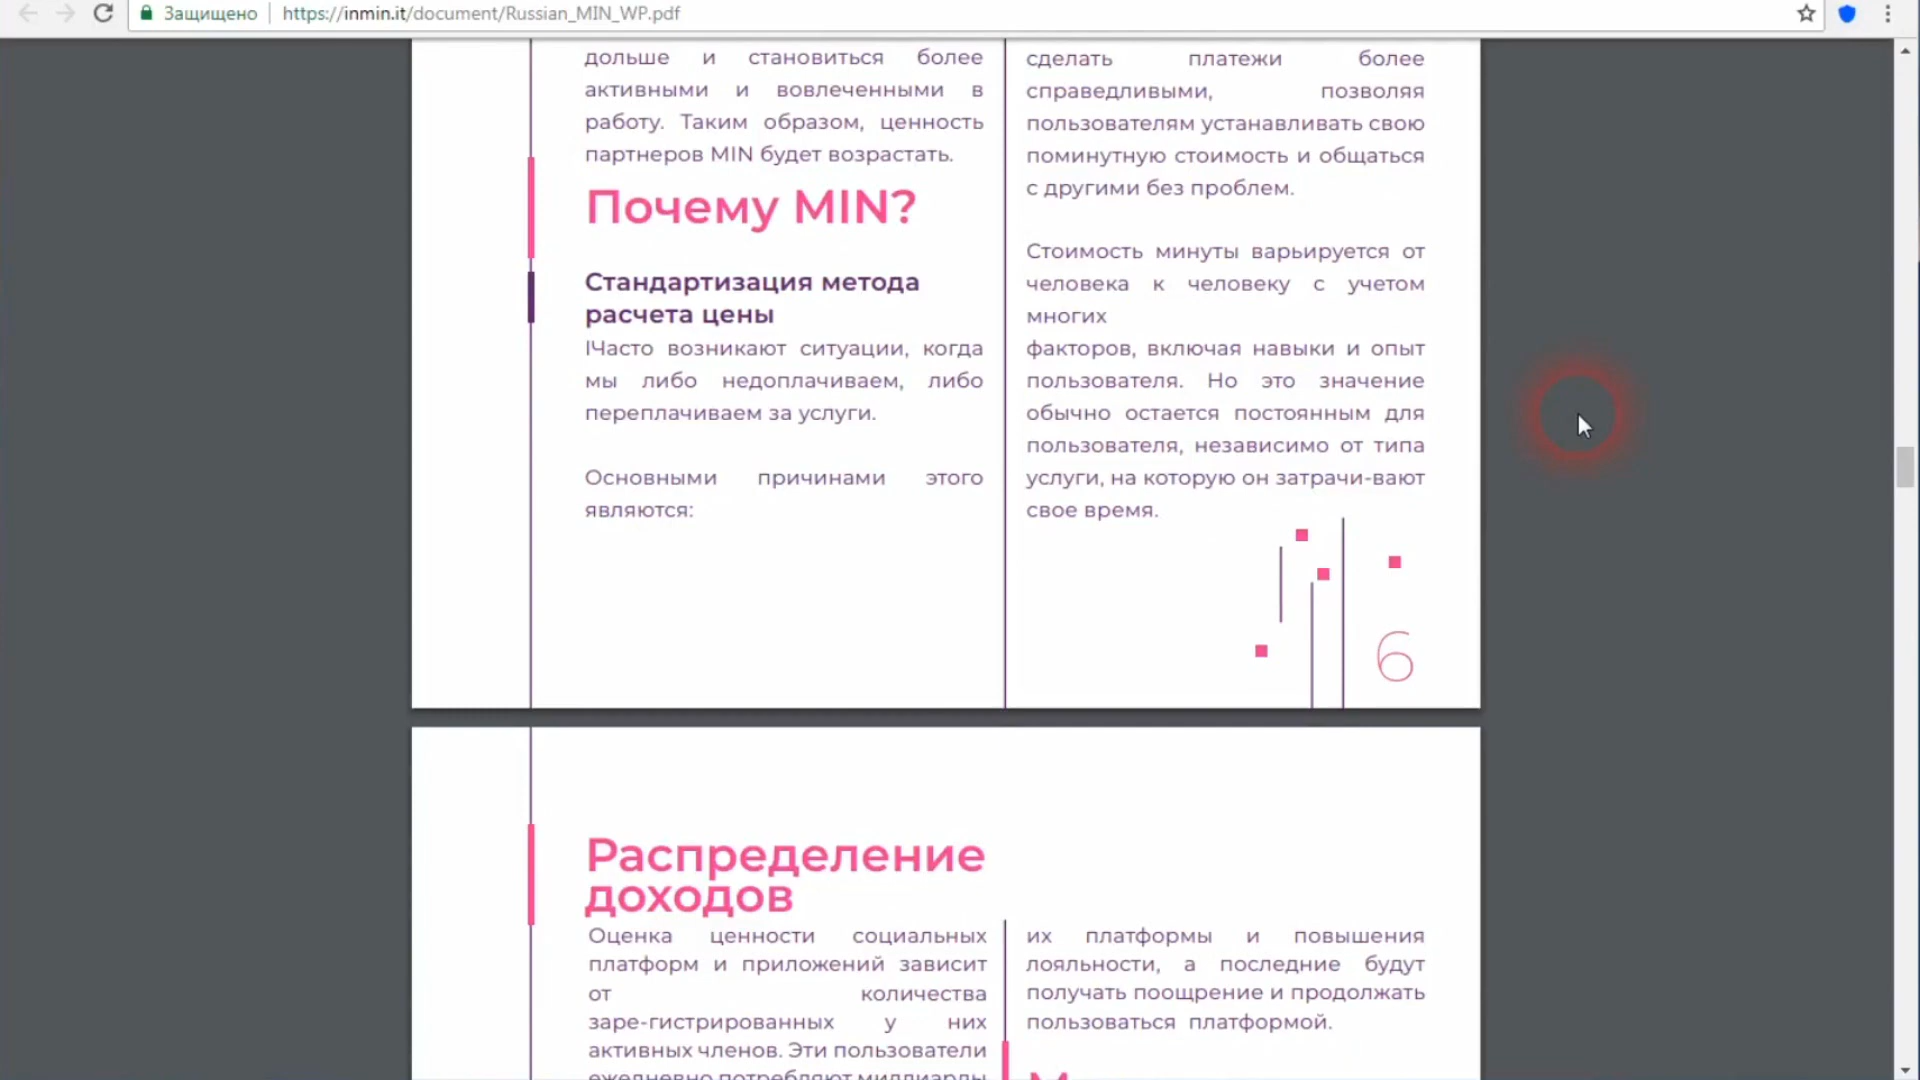 Защищено
https://inmin.it/document/Russian_MIN_WP.pdf
дольше и становиться более
активными и вовлеченными в
работу. Таким образом, ценность
партнеров MIN будет возрастать.
Почему MIN?
Стандартизация метода
расчета цены
IЧасто возникают ситуации, когда
мы либо недоплачиваем, либо
переплачиваем за услуги.
Основными причинами этого
являются:
сделать платежи более
справедливыми, позволяя
пользователям устанавливать свою
поминутную стоимость и общаться
с другими без проблем.
Стоимость минуты варьируется от
человека к человеку с учетом
многих
факторов, включая навыки и опыт
пользователя. Но это значение
обычно остается постоянным для
пользователя, независимо от типа
услуги, на которую он затрачи-вают
свое время.
6
Распределение
доходов
Оценка ценности социальных
платформ и приложений зависит
от количества
заре-гистрированных у них
активных членов. Эти пользователи
ежедневно потребляют миллиарды
их платформы и повышения
лояльности, а последние будут
получать поощрение и продолжать
пользоваться платформой.